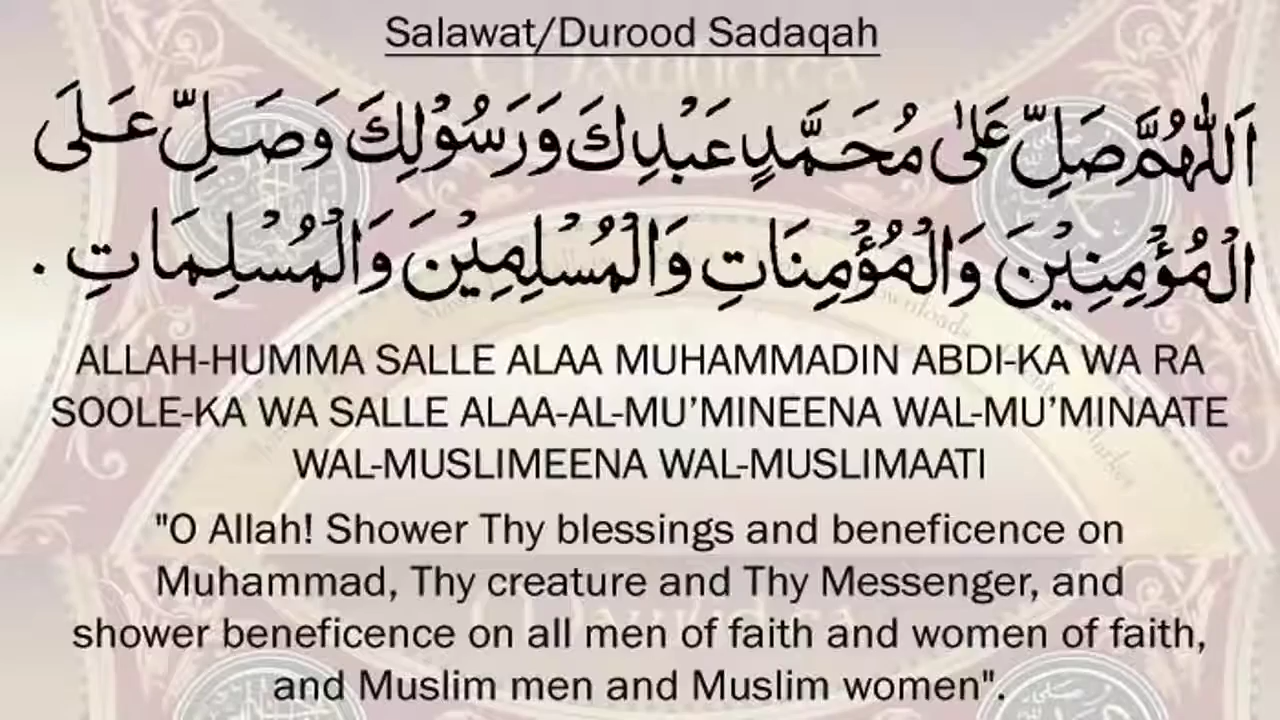 Salawat/Durood Sadaqah
اَللّٰهُمَّ صَلِّ عَلٰى مُحَمَّدٍ عَبْدِكَ وَرَسُوْلِكَ وَصَلِّ عَلَى
الْمُؤْمِنِيْنَ وَالْمُؤْمِنَاتِ وَالْمُسْلِمِيْنَ وَالْمُسْلِمَاتِ .
ALLAH-HUMMA SALLE ALAA MUHAMMADIN ABDI-KA WA RA
SOOLE-KA WA SALLE ALAA-AL-MU’MINEENA WAL-MU’MINAATE
WAL-MUSLIMEENA WAL-MUSLIMAATI
"O Allah! Shower Thy blessings and beneficence on
Muhammad, Thy creature and Thy Messenger, and
shower beneficence on all men of faith and women of faith,
and Muslim men and Muslim women".